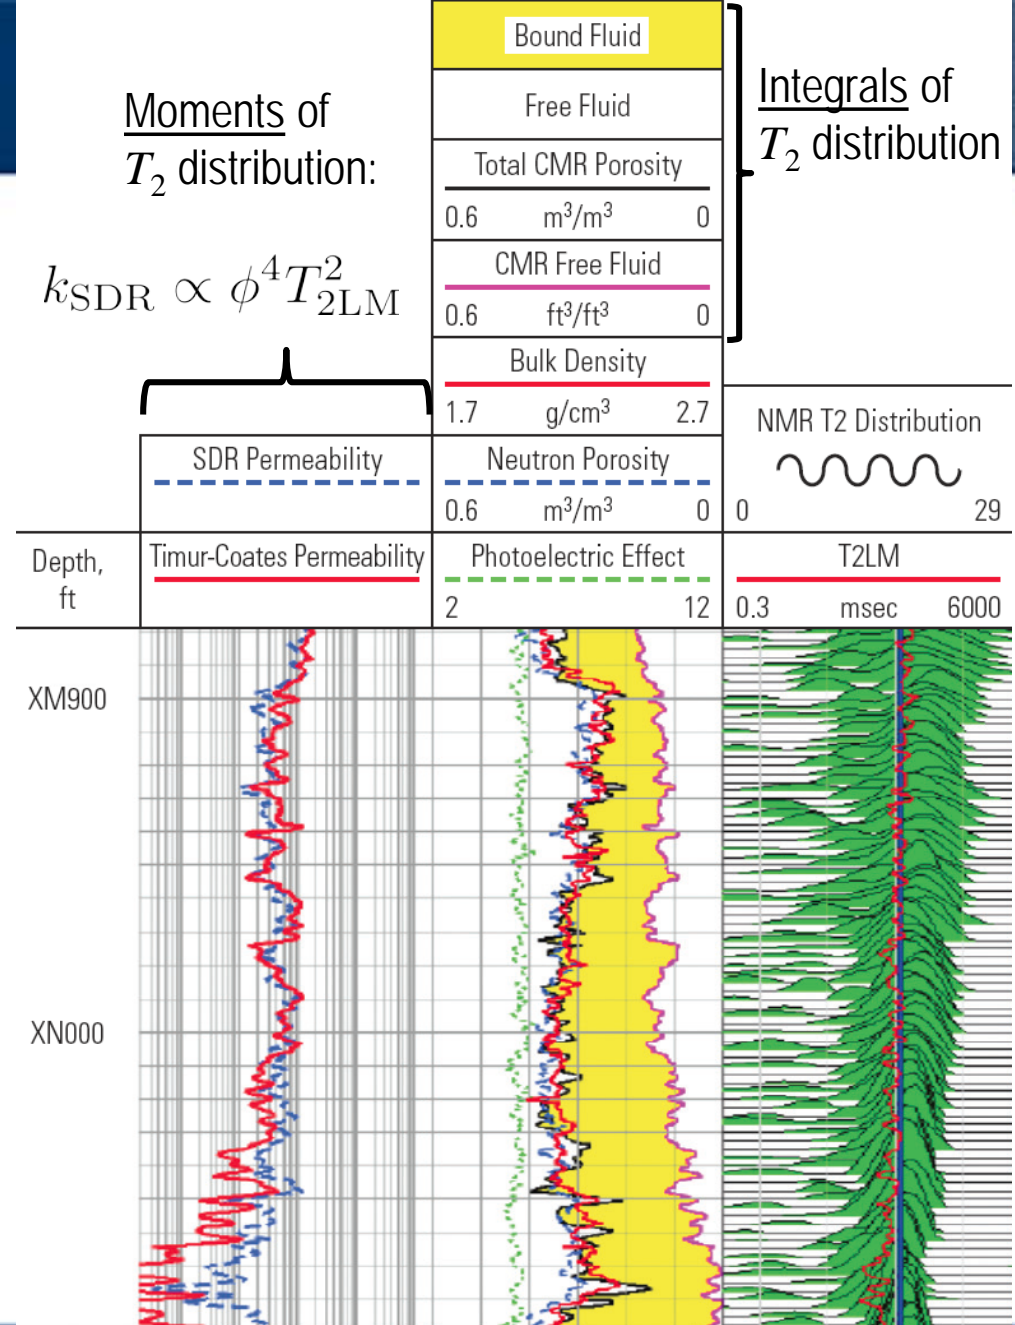 Moments of
T₂ distribution:
k_SDR ∝ ϕ⁴T²_2LM
Bound Fluid
Free Fluid
Total CMR Porosity
0.6 m³/m³ 0
CMR Free Fluid
0.6 ft³/ft³ 0
Bulk Density
1.7 g/cm³ 2.7
Neutron Porosity
0.6 m³/m³ 0
Photoelectric Effect
2 12
Integrals of
T₂ distribution
SDR Permeability
Timur-Coates Permeability
NMR T2 Distribution
0 29
T2LM
0.3 msec 6000
Depth,
ft
XM900
XN000